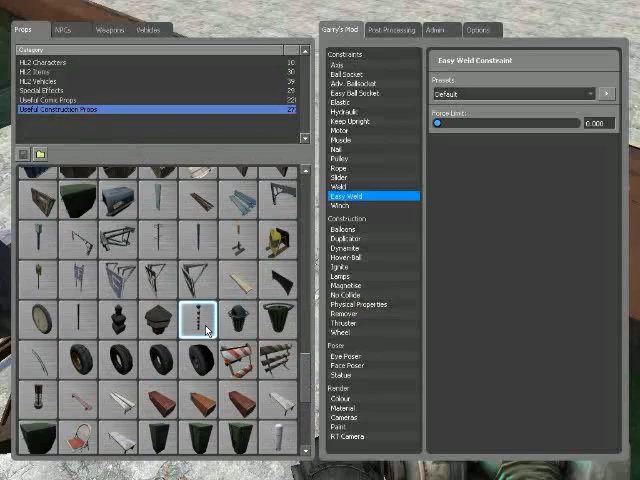 Props NPCs Weapons Vehicles
Category
HL2 Characters 10
HL2 Items 30
HL2 Vehicles 39
Special Effects 29
Useful Comic Props 221
Useful Construction Props 27
Garry's Mod Post Processing Admin Options
Constraints
Axis
Ball Socket
Adv. Ballsocket
Easy Ball Socket
Elastic
Hydraulic
Keep Upright
Motor
Muscle
Nail
Pulley
Rope
Slider
Weld
Easy Weld
Winch
Construction
Balloons
Duplicator
Dynamite
Hover-Ball
Ignite
Lamps
Magnetise
No Collide
Physical Properties
Remover
Thruster
Wheel
Poser
Eye Poser
Face Poser
Statue
Render
Colour
Material
Cameras
Paint
RT Camera
Easy Weld Constraint
Presets
Default
Force Limit:
0.000